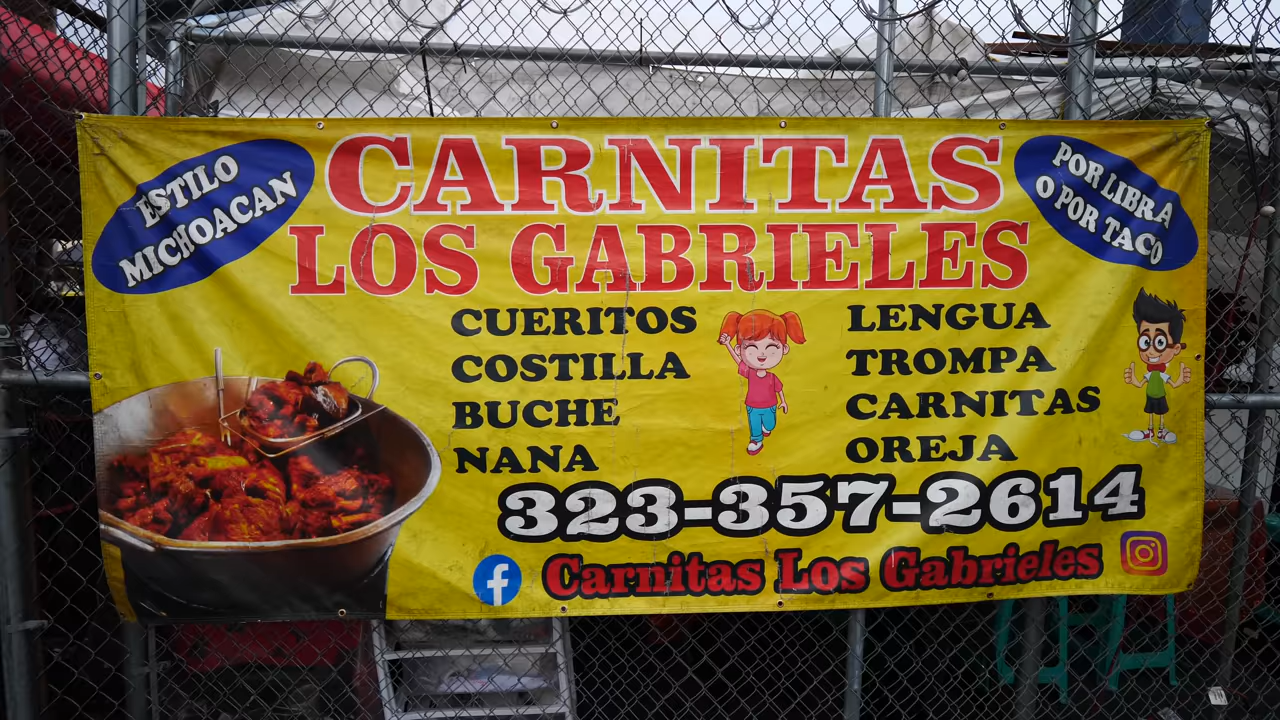 ESTILO
MICHOACAN
CARNITAS
LOS GABRIELES
POR LIBRA
O POR TACO
CUERITOS
COSTILLA
BUCHE
NANA
LENGUA
TROMPA
CARNITAS
OREJA
323-357-2614
Carnitas Los Gabrieles